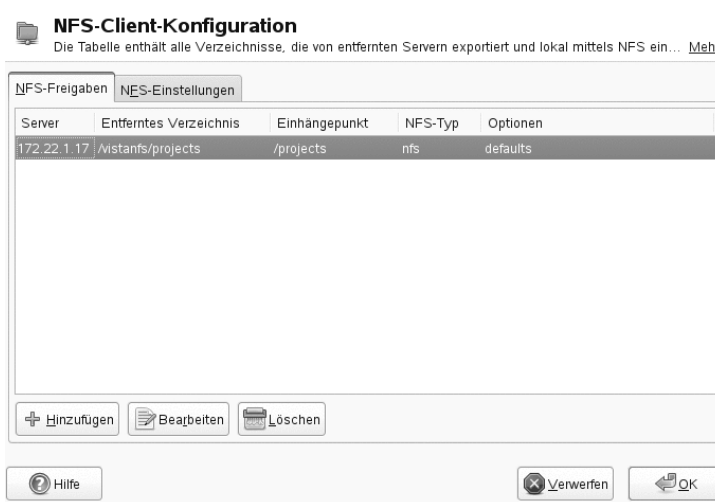 NFS-Client-Konfiguration
Die Tabelle enthält alle Verzeichnisse, die von entfernten Servern exportiert und lokal mittels NFS ein... Meh
NFS-Freigaben NFS-Einstellungen
Server Entferntes Verzeichnis Einhängepunkt NFS-Typ Optionen
172.22.1.17 /vistanfs/projects /projects nfs defaults
Hinzufügen Bearbeiten Löschen
Hilfe Verwerfen OK